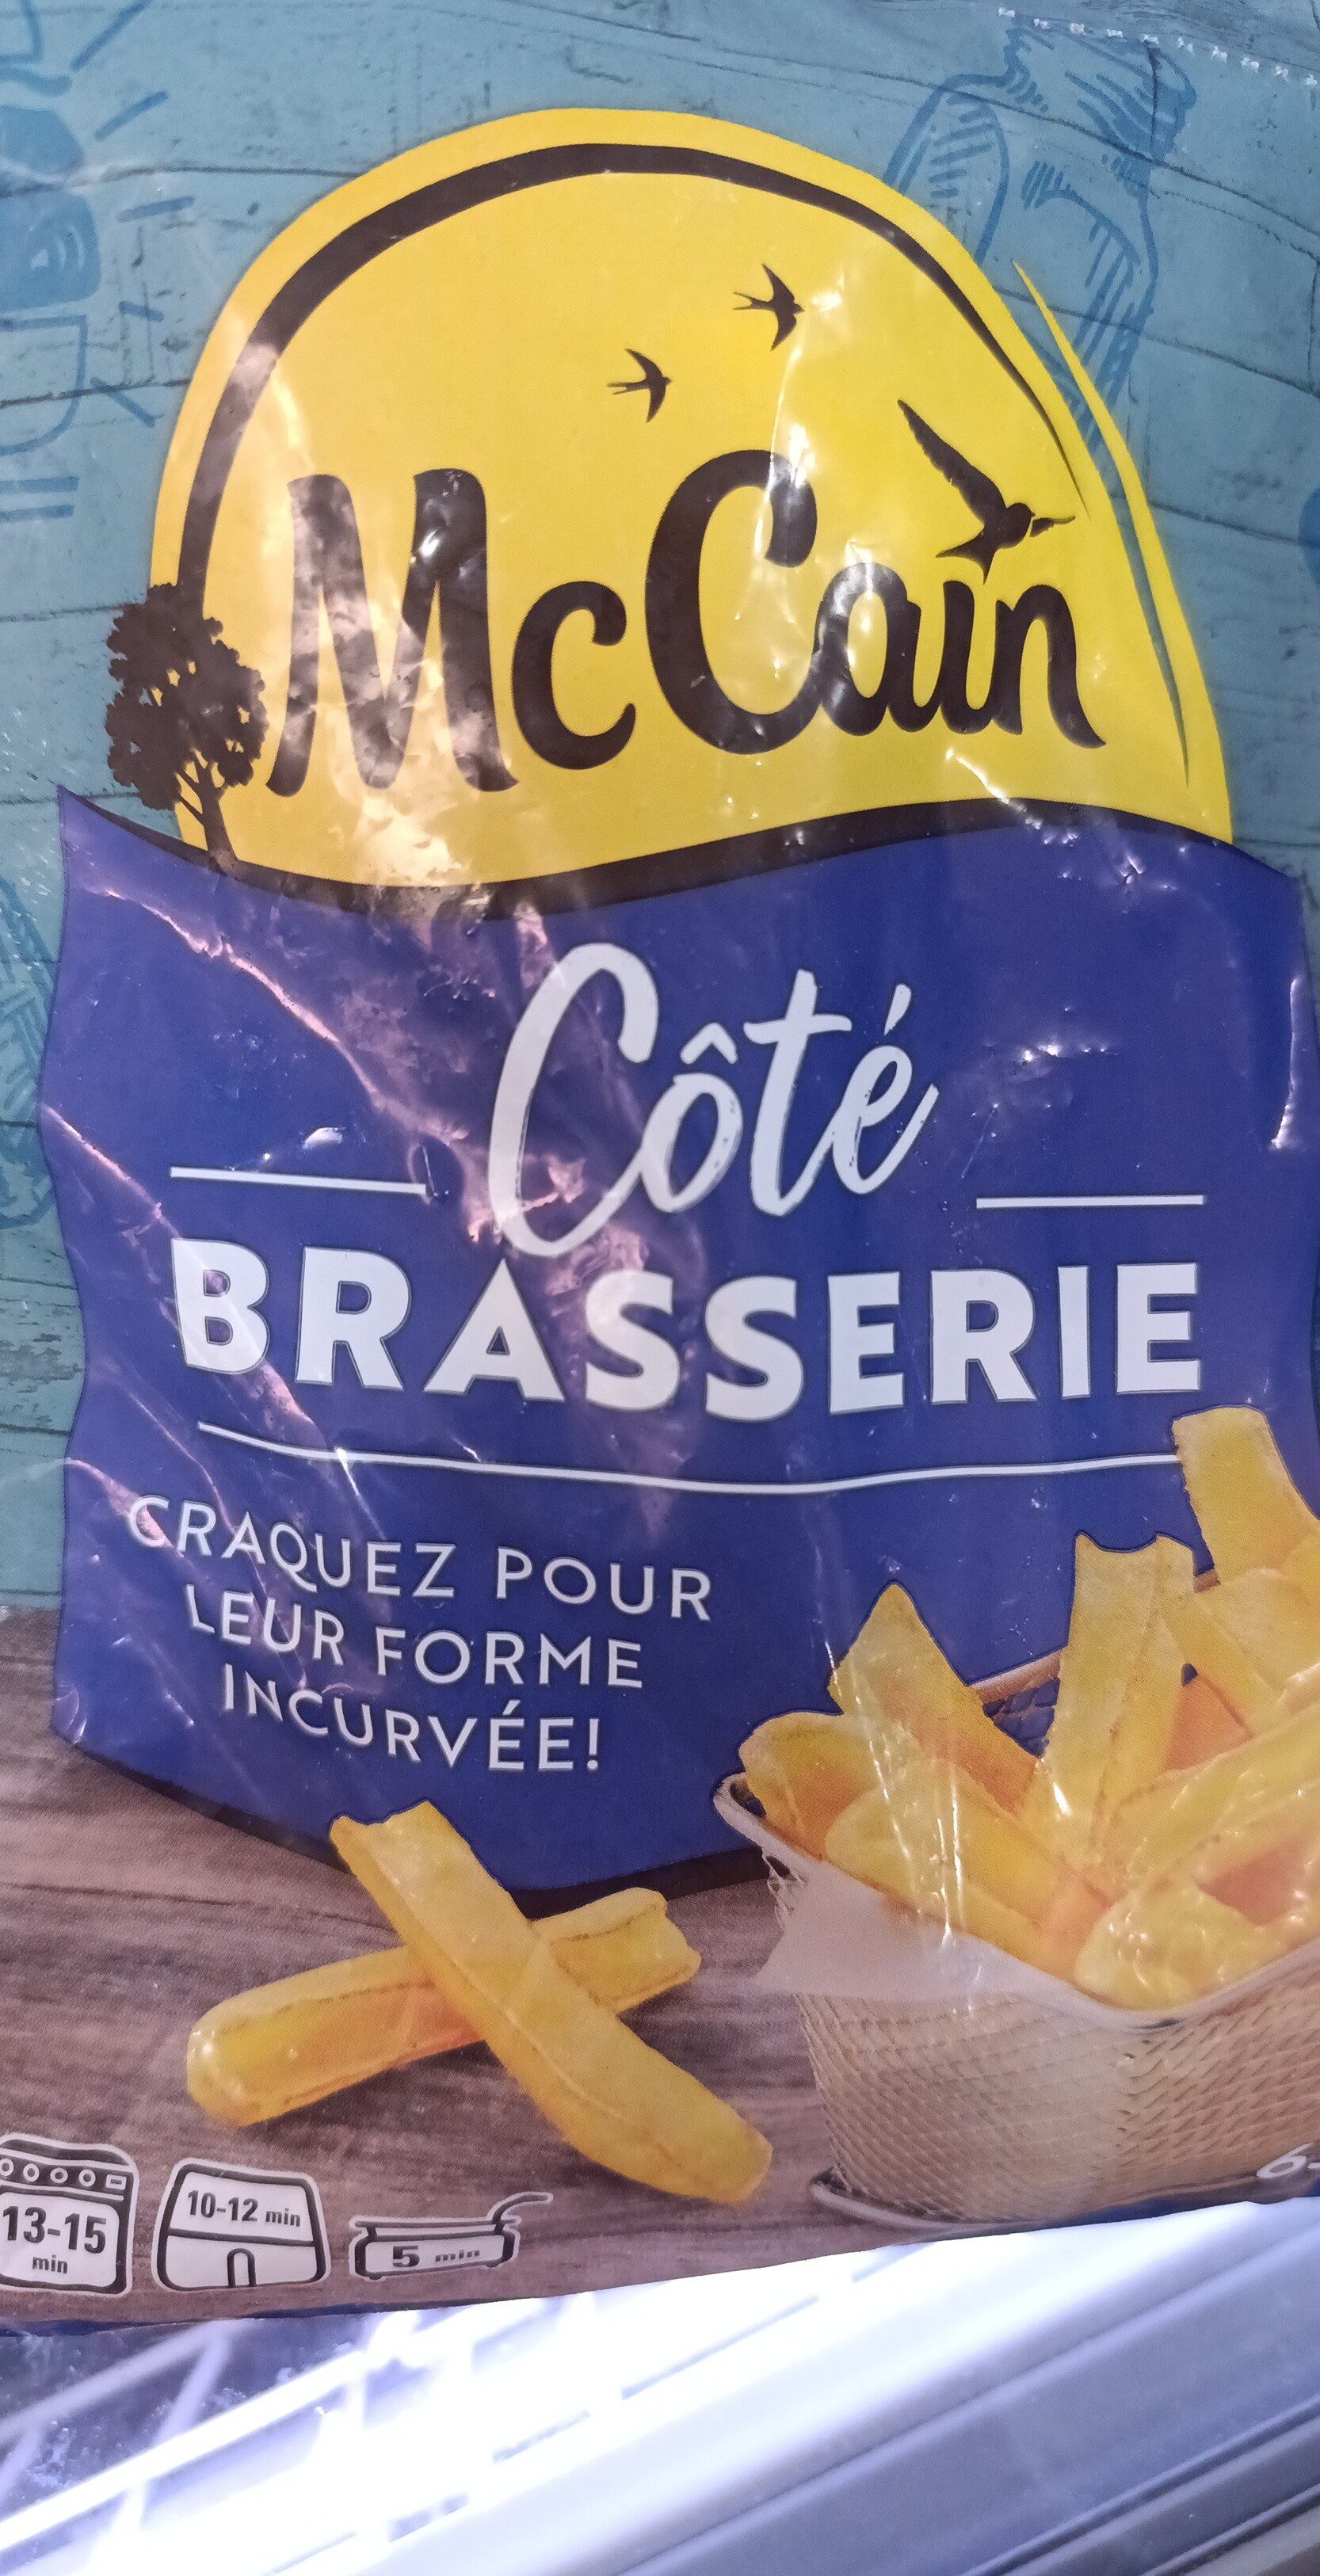 McCain
Côté
BRASSERIE
CRAQUEZ POUR
LEUR FORME
INCURVÉE!
13-15
min
10-12 min
5 min